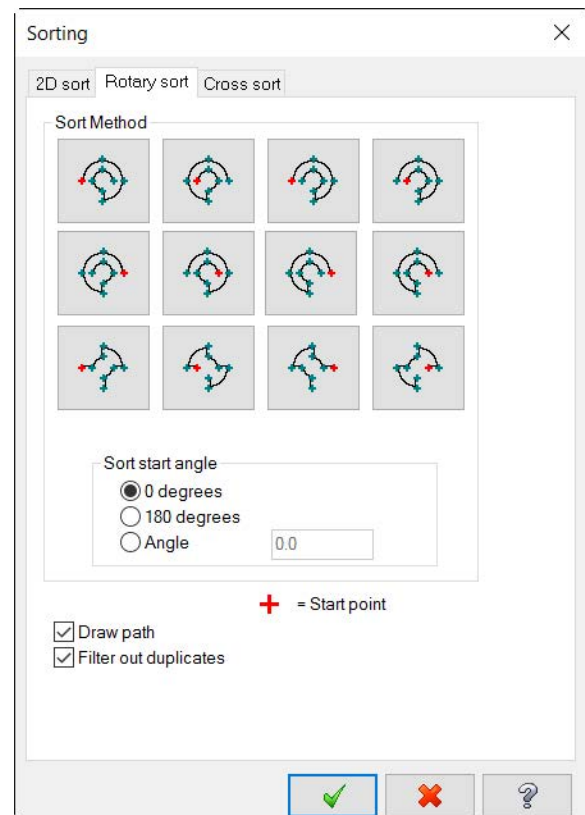 Sorting
2D sort Rotary sort Cross sort
Sort Method
Sort start angle
0 degrees
180 degrees
Angle 0.0
= Start point
Draw path
Filter out duplicates